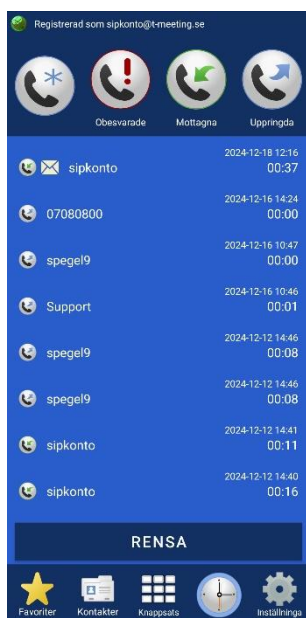 Registrerad som sipkonto@t-meeting.se
Obesvarade Mottagna Uppringda
2024-12-18 12:16
sipkonto 00:37
2024-12-16 14:24
07080800 00:00
2024-12-16 10:47
spegel9 00:00
2024-12-16 10:46
Support 00:01
2024-12-12 14:46
spegel9 00:08
2024-12-12 14:46
spegel9 00:08
2024-12-12 14:41
sipkonto 00:11
2024-12-12 14:40
sipkonto 00:16
RENSA
Favoriter Kontakter Knappsats Inställninga